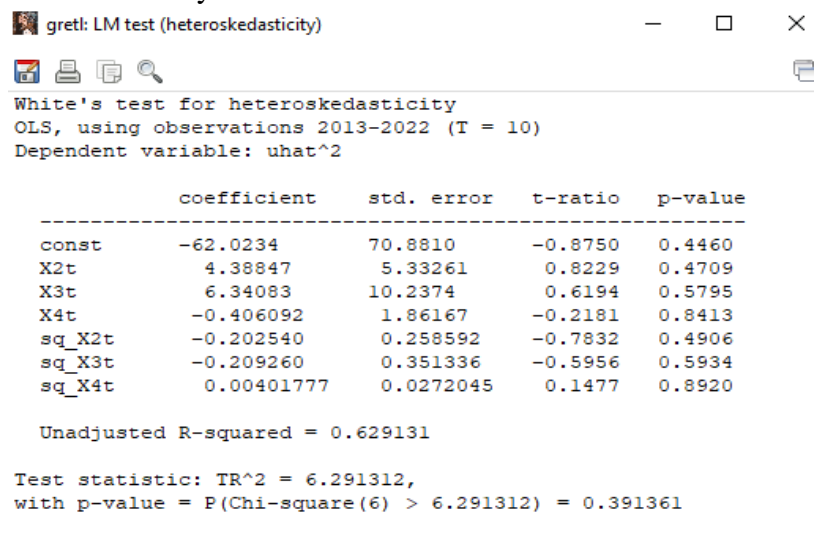 gretl: LM test (heteroskedasticity)
White's test for heteroskedasticity
OLS, using observations 2013-2022 (T = 10)
Dependent variable: uhat^2
coefficient std. error t-ratio p-value
const -62.0234 70.8810 -0.8750 0.4460
X2t 4.38847 5.33261 0.8229 0.4709
X3t 6.34083 10.2374 0.6194 0.5795
X4t -0.406092 1.86167 -0.2181 0.8413
sq_X2t -0.202540 0.258592 -0.7832 0.4906
sq_X3t -0.209260 0.351336 -0.5956 0.5934
sq_X4t 0.00401777 0.0272045 0.1477 0.8920
Unadjusted R-squared = 0.629131
Test statistic: TR^2 = 6.291312,
with p-value = P(Chi-square(6) > 6.291312) = 0.391361